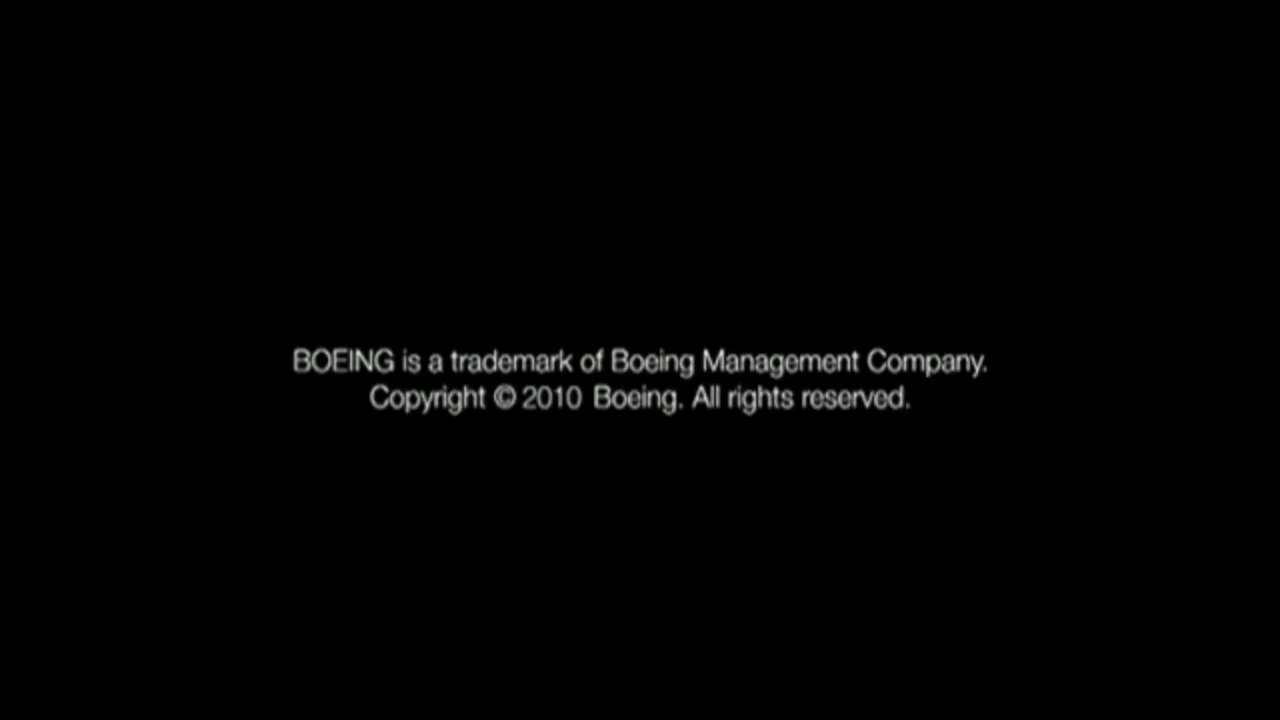 BOEING is a trademark of Boeing Management Company.
Copyright © 2010 Boeing. All rights reserved.